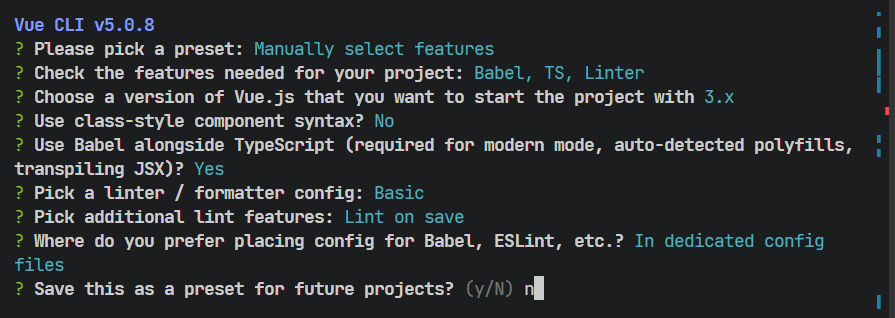 Vue CLI v5.0.8
? Please pick a preset: Manually select features
? Check the features needed for your project: Babel, TS, Linter
? Choose a version of Vue.js that you want to start the project with 3.x
? Use class-style component syntax? No
? Use Babel alongside TypeScript (required for modern mode, auto-detected polyfills,
transpiling JSX)? Yes
? Pick a linter / formatter config: Basic
? Pick additional lint features: Lint on save
? Where do you prefer placing config for Babel, ESLint, etc.? In dedicated config
files
? Save this as a preset for future projects? (y/N) n